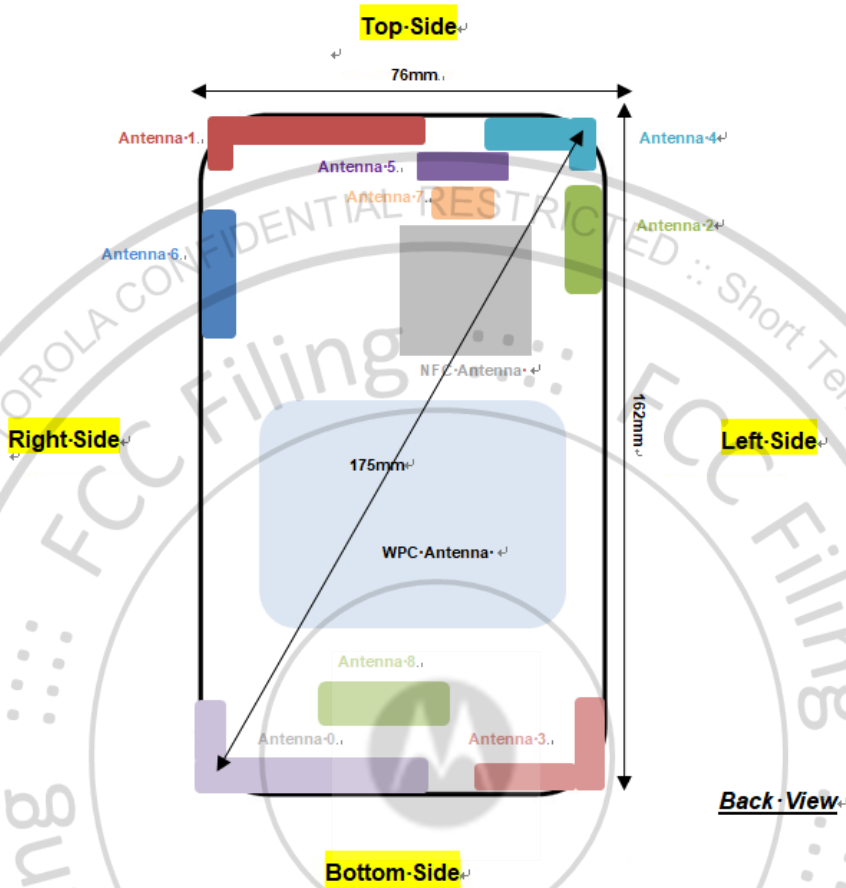 Top·Side
76mm
Antenna·1
Antenna·4
Antenna·5
Antenna·7
Antenna·2
Antenna·6
NFC·Antenna·
162mm
Right·Side
Left·Side
175mm
WPC·Antenna·
Antenna·8
Antenna·0
Antenna·3
Back·View
Bottom·Side
CONFIDENTIAL RESTRICTED :: Short
FCC Filing
FCC Filing